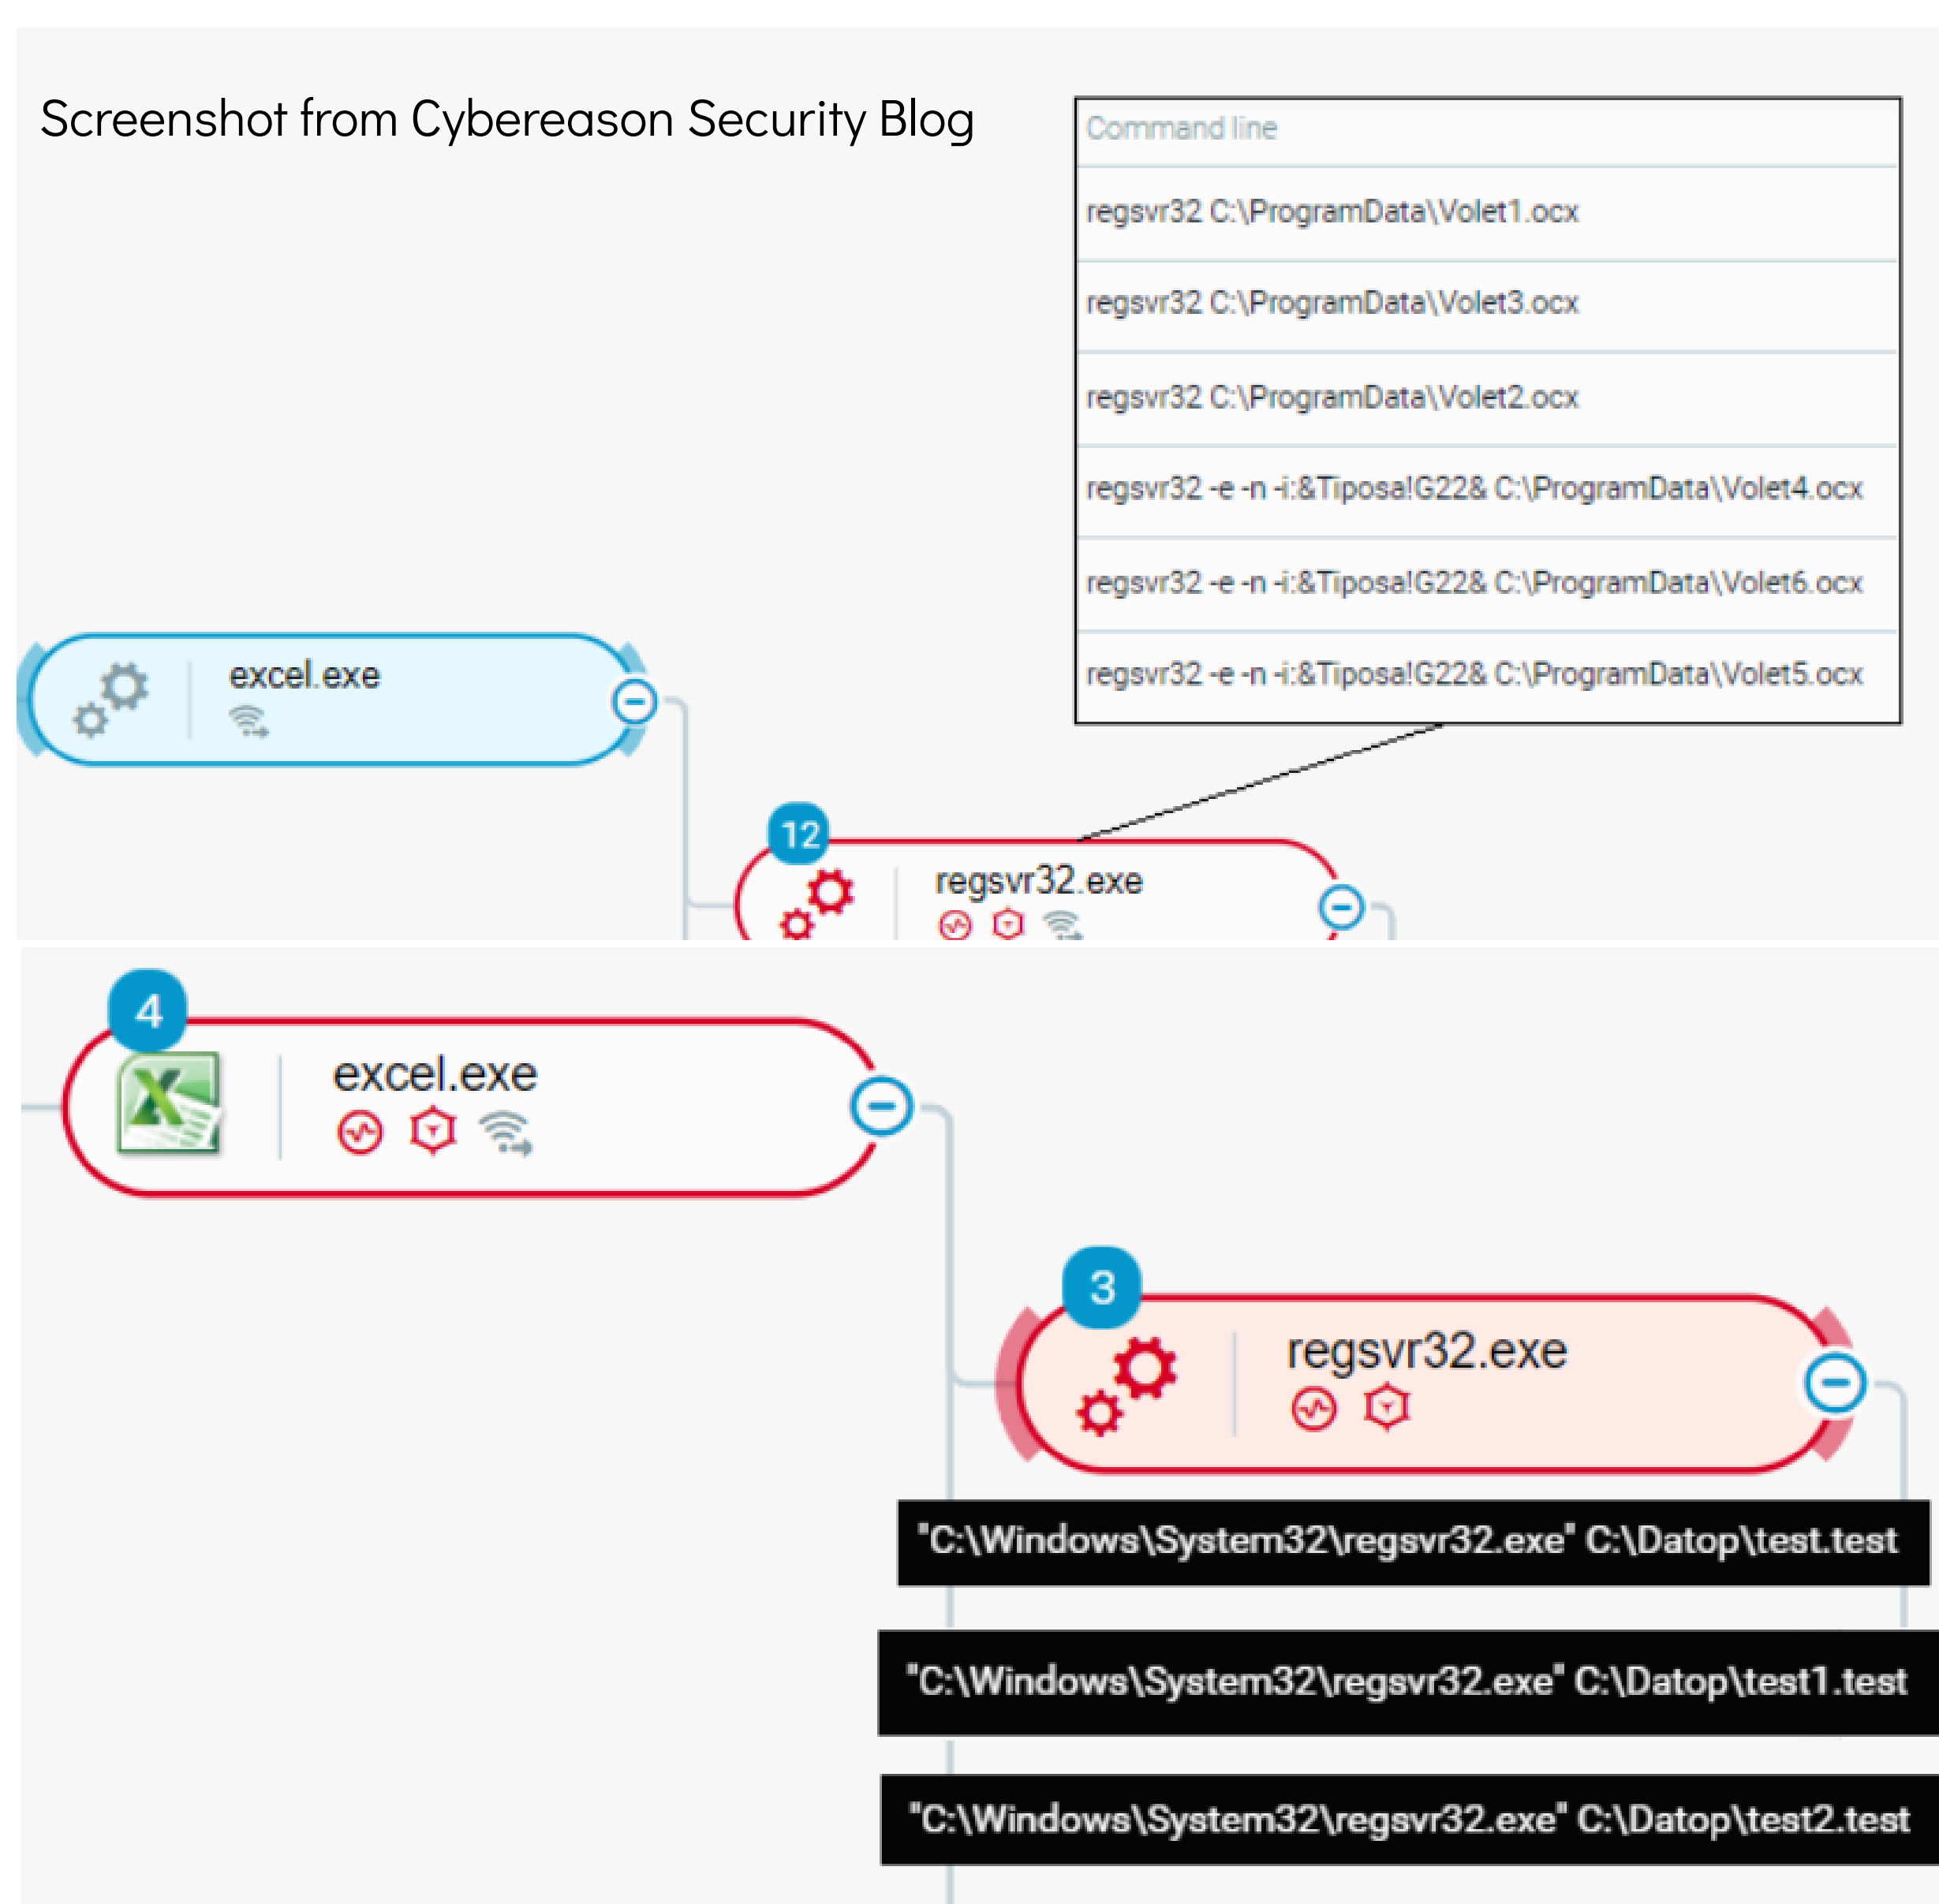 Screenshot from Cybereason Security Blog
Command line
regsvr32 C:\ProgramData\Volet1.ocx
regsvr32 C:\ProgramData\Volet3.ocx
regsvr32 C:\ProgramData\Volet2.ocx
regsvr32 -e -n -i:&Tiposa!G22& C:\ProgramData\Volet4.ocx
regsvr32 -e -n -i:&Tiposa!G22& C:\ProgramData\Volet6.ocx
regsvr32 -e -n -i:&Tiposa!G22& C:\ProgramData\Volet5.ocx
excel.exe
12
regsvr32.exe
4
excel.exe
3
regsvr32.exe
"C:\Windows\System32\regsvr32.exe" C:\Datop\test.test
"C:\Windows\System32\regsvr32.exe" C:\Datop\test1.test
"C:\Windows\System32\regsvr32.exe" C:\Datop\test2.test